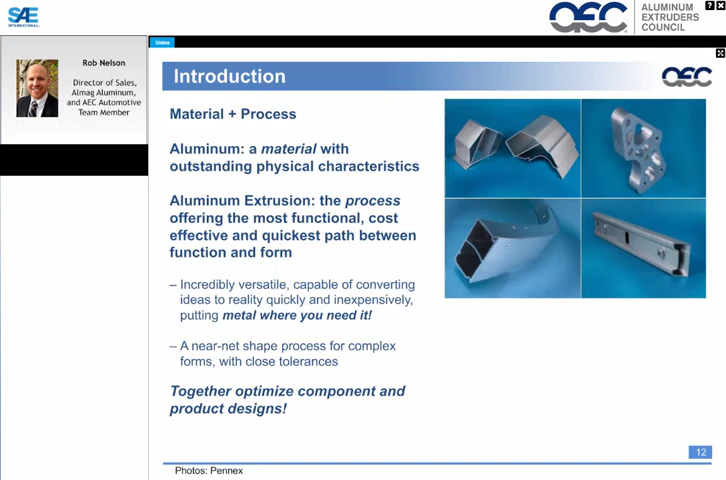 SAE
INTERNATIONAL.
AEC
ALUMINUM
EXTRUDERS
COUNCIL
Rob Nelson
Director of Sales,
Almag Aluminum,
and AEC Automotive
Team Member
Slides
Introduction
AEC
Material + Process
Aluminum: a material with
outstanding physical characteristics
Aluminum Extrusion: the process
offering the most functional, cost
effective and quickest path between
function and form
– Incredibly versatile, capable of converting
ideas to reality quickly and inexpensively,
putting metal where you need it!
– A near-net shape process for complex
forms, with close tolerances
Together optimize component and
product designs!
12
Photos: Pennex